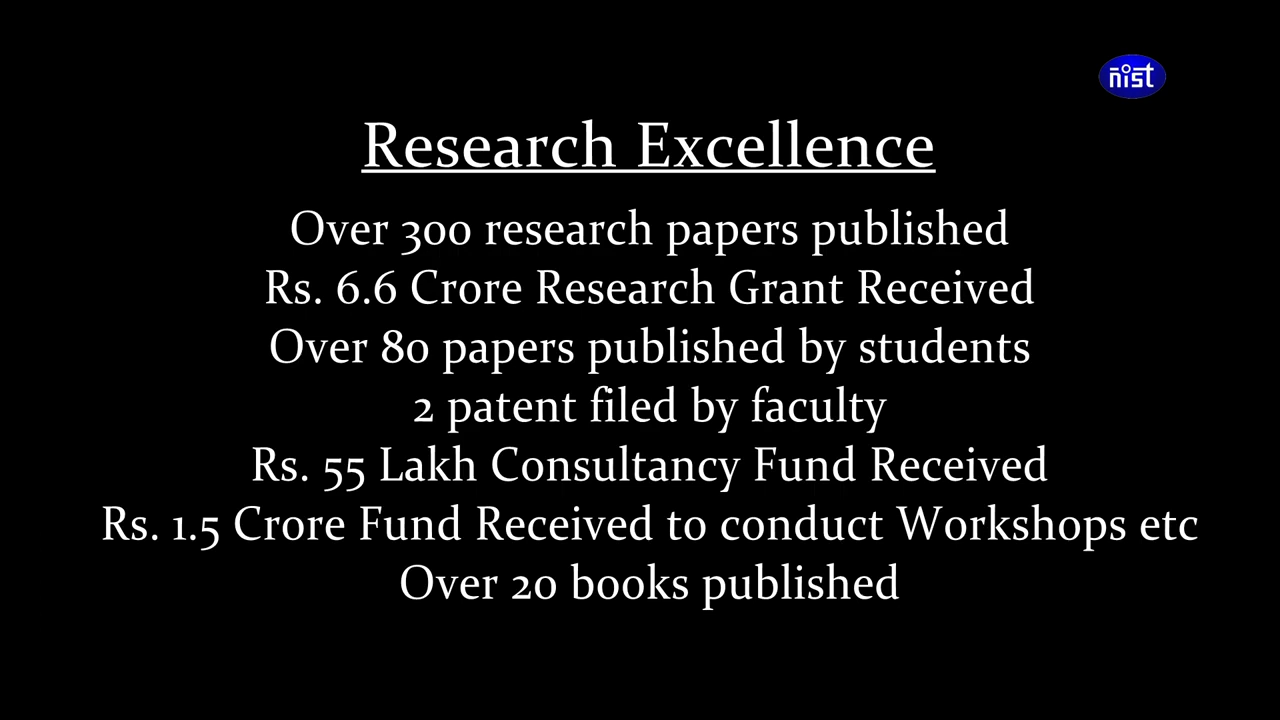 nist
Research Excellence
Over 300 research papers published
Rs. 6.6 Crore Research Grant Received
Over 80 papers published by students
2 patent filed by faculty
Rs. 55 Lakh Consultancy Fund Received
Rs. 1.5 Crore Fund Received to conduct Workshops etc
Over 20 books published